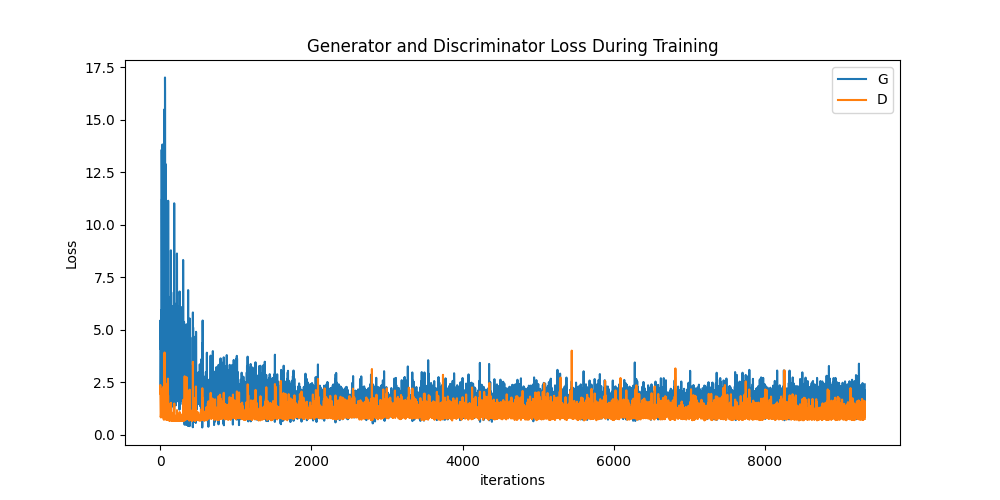 Generator and Discriminator Loss During Training
17.5
15.0
12.5
10.0
7.5
5.0
2.5
0.0
Loss
G
D
0 2000 4000 6000 8000
iterations